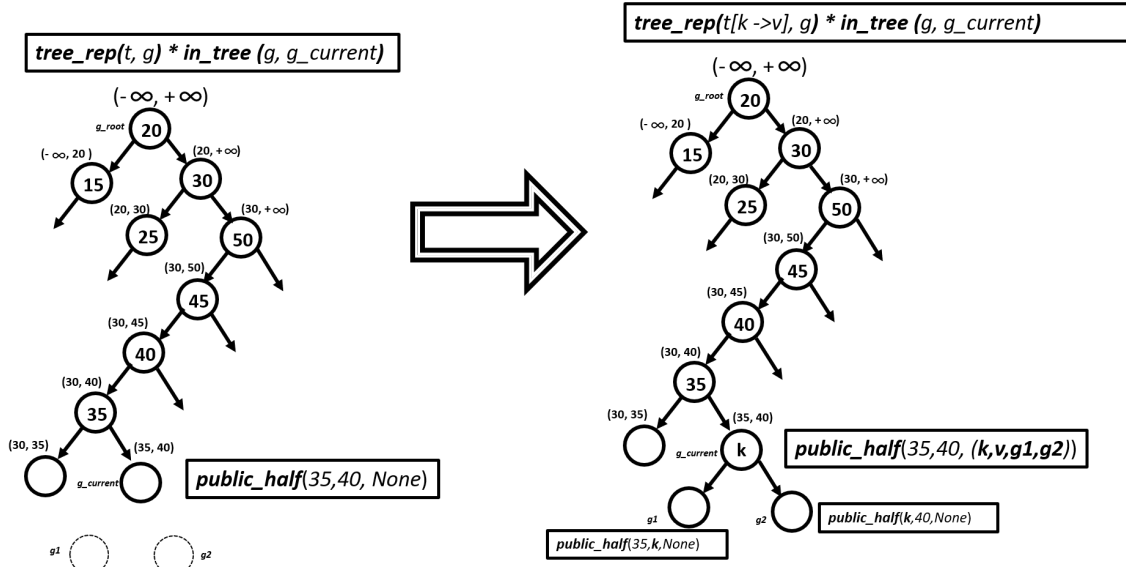 tree_rep(t, g) * in_tree (g, g_current)
(- ∞, + ∞)
g_root
20
(- ∞, 20 )
(20, +∞)
15
30
(20, 30)
(30, +∞)
25
50
(30, 50)
45
(30, 45)
40
(30, 40)
35
(30, 35)
(35, 40)
g_current
public_half(35,40, None)
g1
g2
tree_rep(t[k ->v], g) * in_tree (g, g_current)
(- ∞, + ∞)
g_root
20
(- ∞, 20)
(20, +∞)
15
30
(20, 30)
(30, +∞)
25
50
(30, 50)
45
(30, 45)
40
(30, 40)
35
(30, 35)
(35, 40)
g_current
k
public_half(35,40, (k,v,g1,g2))
g1
g2
public_half(k,40,None)
public_half(35,k,None)